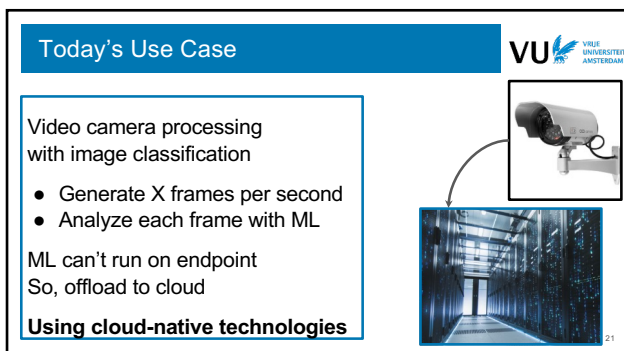 Today's Use Case
VU VRIJE
UNIVERSITEIT
AMSTERDAM
Video camera processing
with image classification
● Generate X frames per second
● Analyze each frame with ML
ML can't run on endpoint
So, offload to cloud
Using cloud-native technologies
21